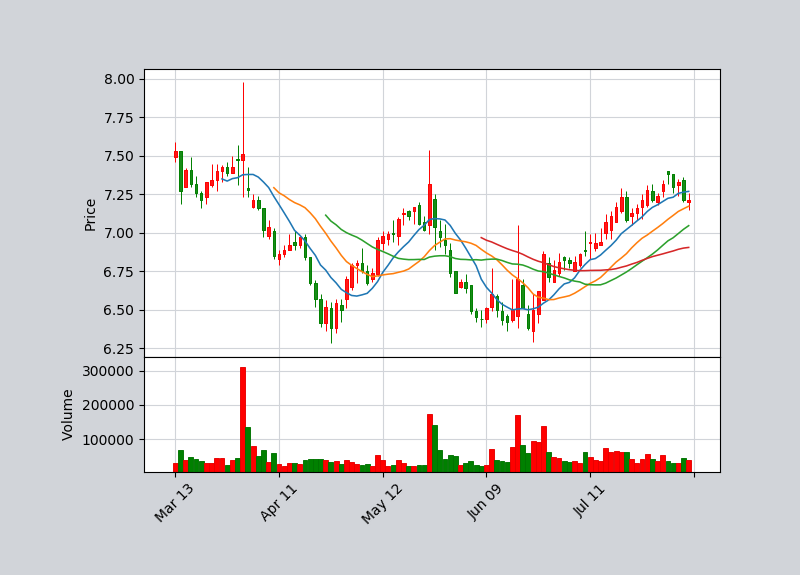 8.00
7.75
7.50
7.25
7.00
6.75
6.50
6.25
Price
300000
200000
100000
Volume
Mar 13
Apr 11
May 12
Jun 09
Jul 11